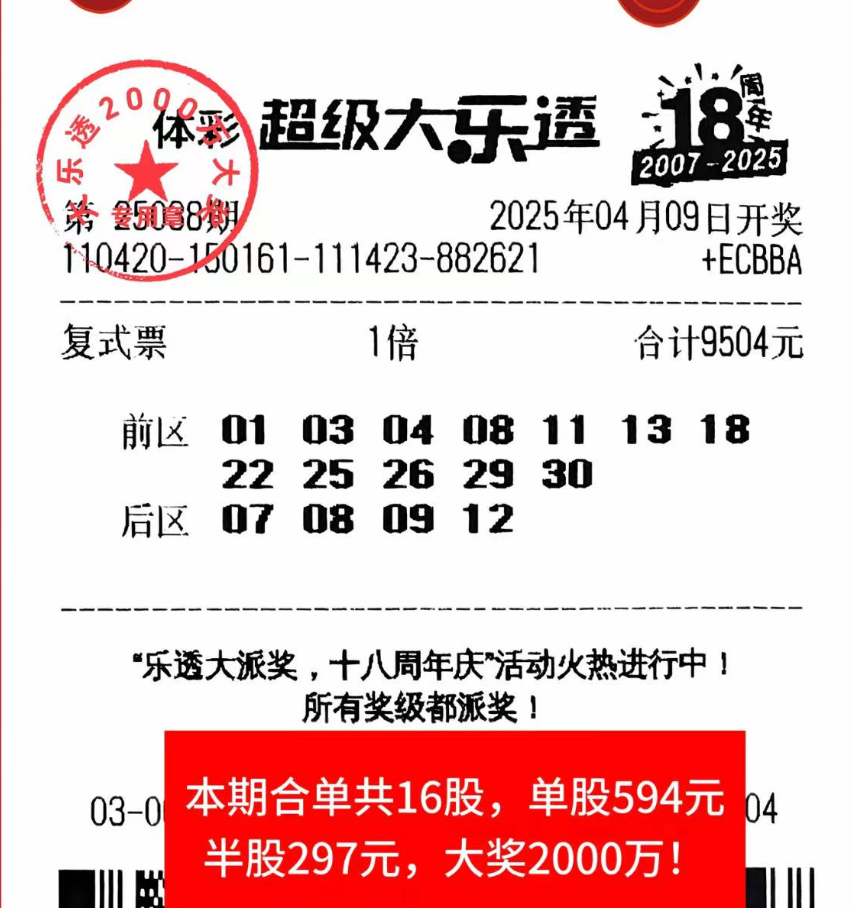 大乐透2000万大奖
专用章
体彩 超级大乐透
18周年
2007-2025
第 25038期 2025年04月09日开奖
110420-150161-111423-882621 +ECBBA
复式票 1倍 合计9504元
前区 01 03 04 08 11 13 18
22 25 26 29 30
后区 07 08 09 12
“乐透大派奖，十八周年庆”活动火热进行中！
所有奖级都派奖！
本期合单共16股，单股594元
半股297元，大奖2000万！
03-0 04